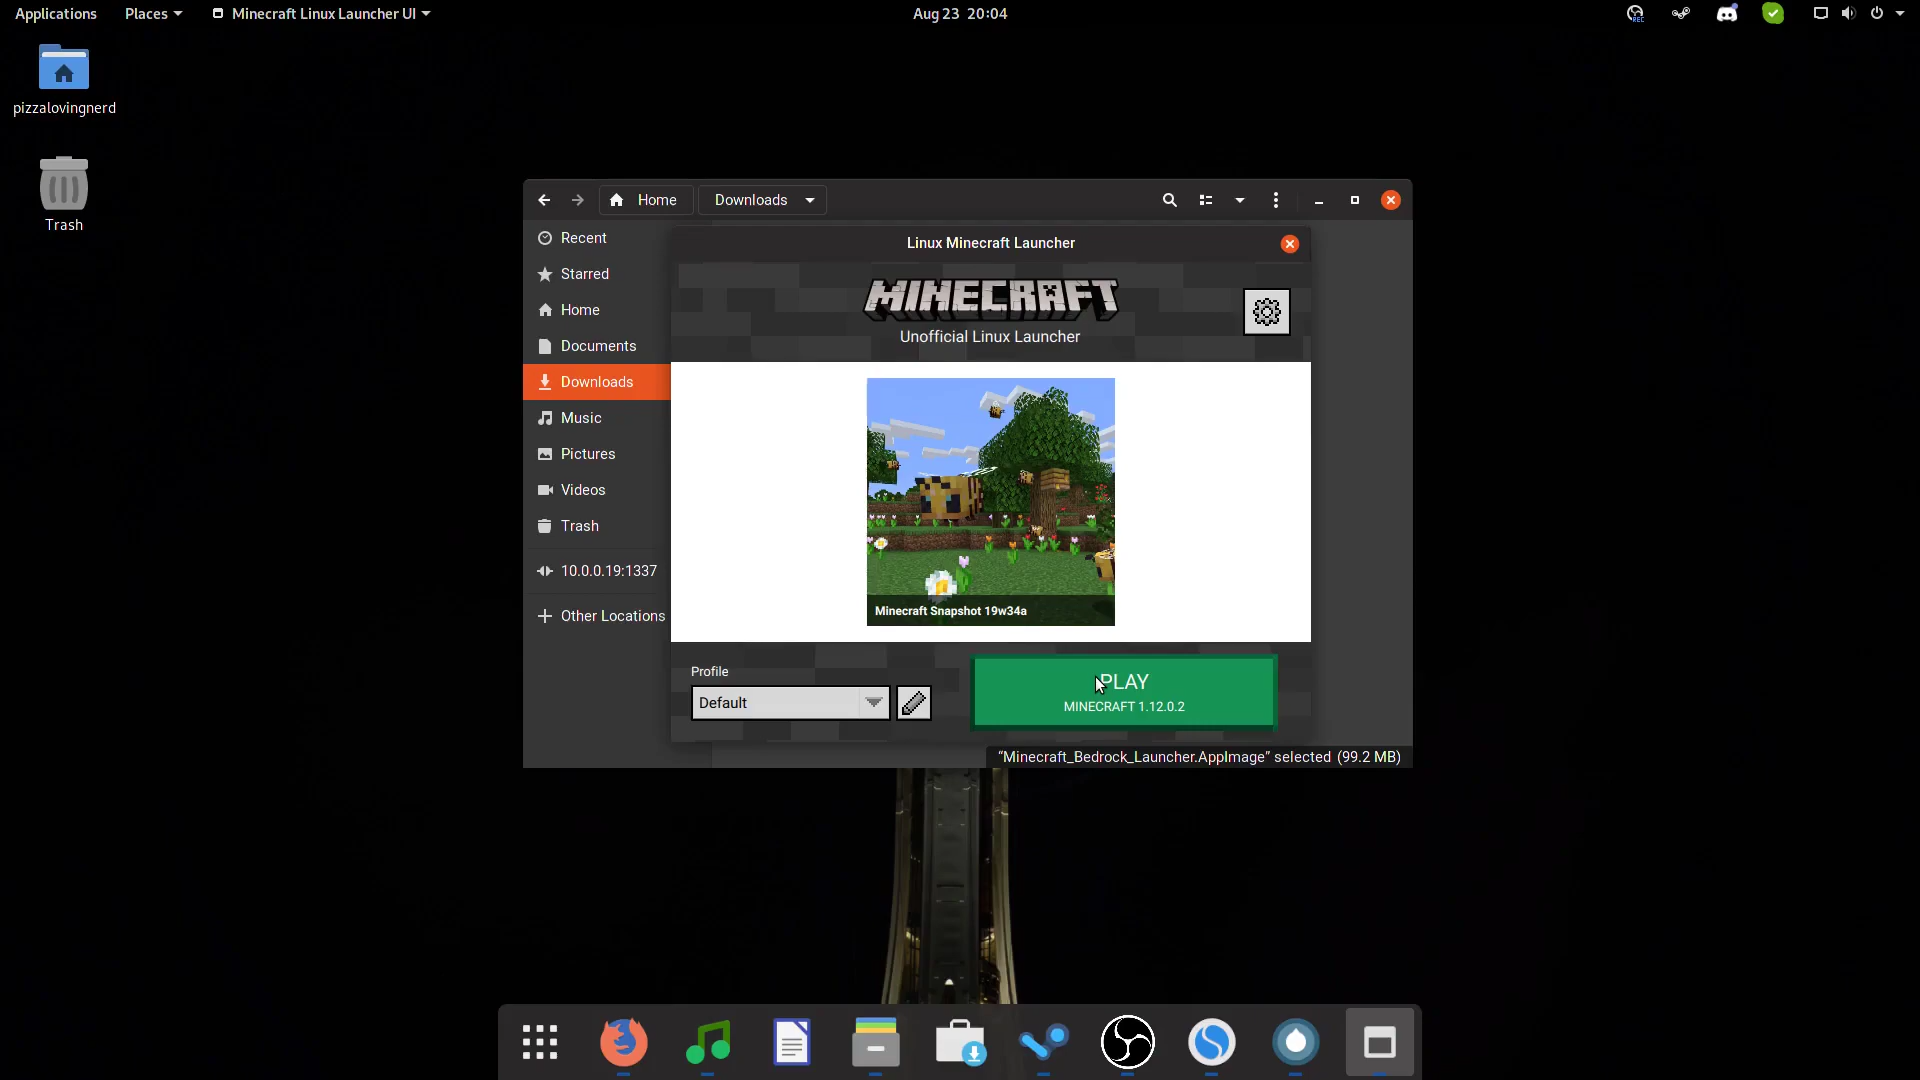 Applications Places Minecraft Linux Launcher UI Aug 23 20:04
REC
pizzalovingnerd
Trash
Home Downloads
Recent
Starred
Home
Documents
Downloads
Music
Pictures
Videos
Trash
10.0.0.19:1337
Other Locations
Linux Minecraft Launcher
MINECRAFT
Unofficial Linux Launcher
Minecraft Snapshot 19w34a
Profile
Default
PLAY
MINECRAFT 1.12.0.2
“Minecraft_Bedrock_Launcher.AppImage” selected (99.2 MB)